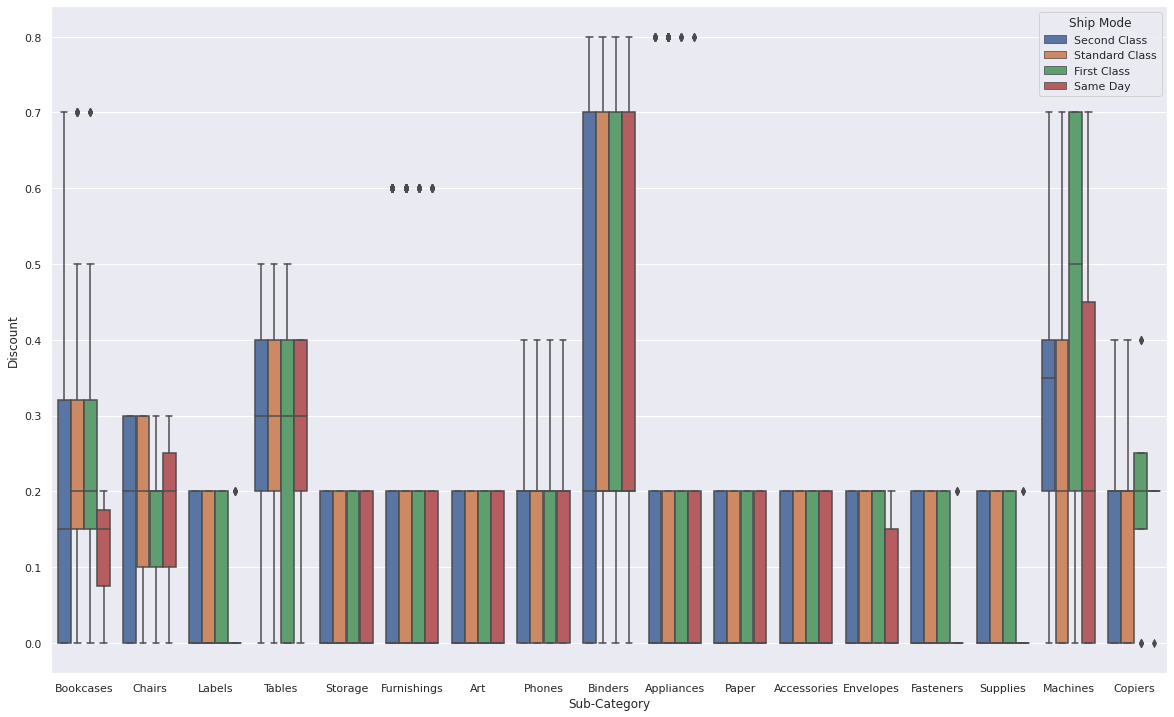 Ship Mode
Second Class
Standard Class
First Class
Same Day
Discount
0.8
0.7
0.6
0.5
0.4
0.3
0.2
0.1
0.0
Bookcases Chairs Labels Tables Storage Furnishings Art Phones Binders Appliances Paper Accessories Envelopes Fasteners Supplies Machines Copiers
Sub-Category